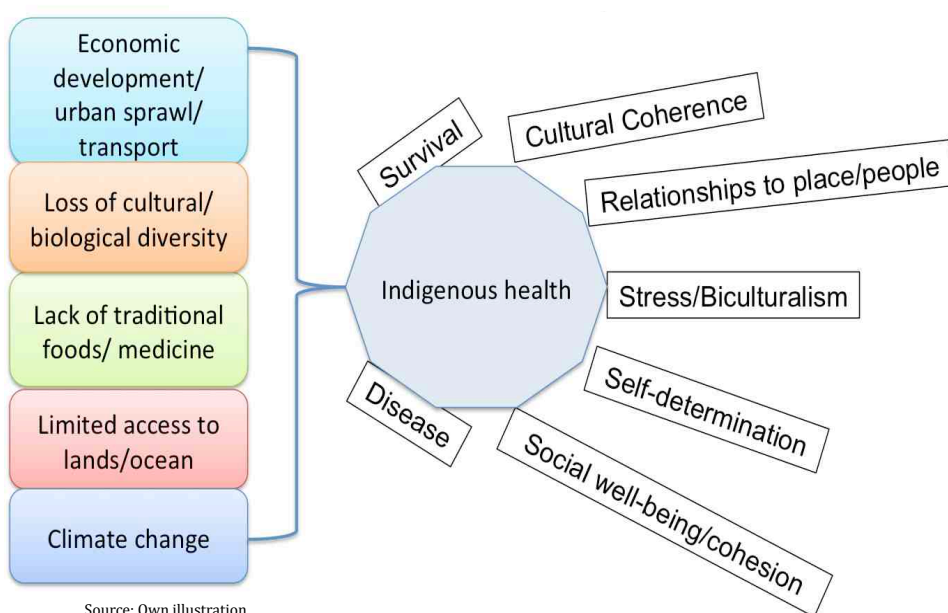 Economic
development/
urban sprawl/
transport
Loss of cultural/
biological diversity
Lack of traditional
foods/ medicine
Limited access to
lands/ocean
Climate change
Indigenous health
Survival
Cultural Coherence
Relationships to place/people
Stress/Biculturalism
Self-determination
Social well-being/cohesion
Disease
Source: Own illustration